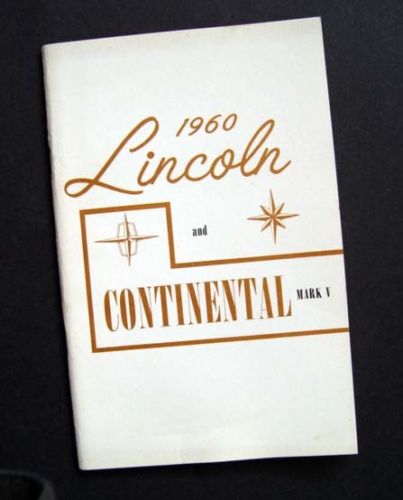 1960
Lincoln
and
CONTINENTAL MARK V